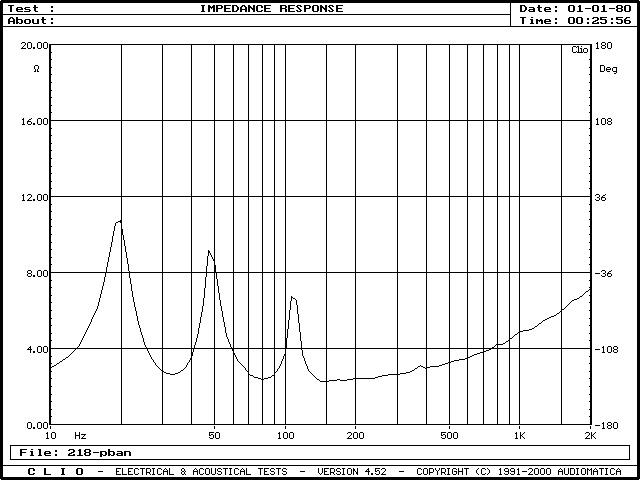 Test : IMPEDANCE RESPONSE Date: 01-01-80
About: Time: 00:25:56
20.00 180
Clio
Ω Deg
16.00 108
12.00 36
8.00 -36
4.00 -108
0.00 -180
10 Hz 50 100 200 500 1K 2K
File: 218-pban
C L I O - ELECTRICAL & ACOUSTICAL TESTS - VERSION 4.52 - COPYRIGHT (C) 1991-2000 AUDIOMATICA